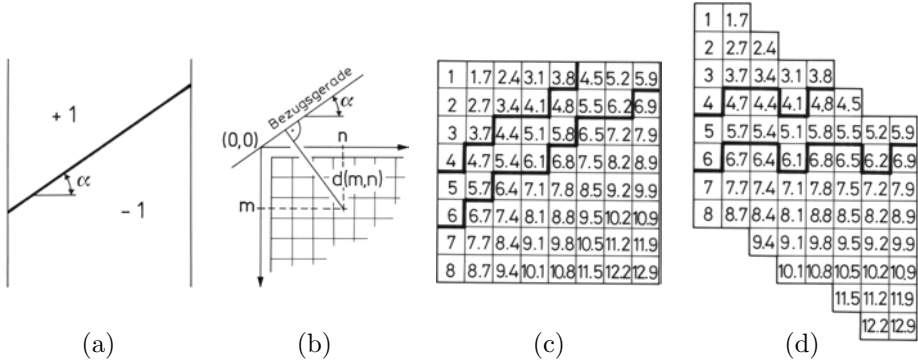 + 1
α
- 1
(a)
Bezugsgerade
α
(0,0)
n
d(m,n)
m
(b)
1 1.7 2.4 3.1 3.8 4.5 5.2 5.9
2 2.7 3.4 4.1 4.8 5.5 6.2 6.9
3 3.7 4.4 5.1 5.8 6.5 7.2 7.9
4 4.7 5.4 6.1 6.8 7.5 8.2 8.9
5 5.7 6.4 7.1 7.8 8.5 9.2 9.9
6 6.7 7.4 8.1 8.8 9.5 10.2 10.9
7 7.7 8.4 9.1 9.8 10.5 11.2 11.9
8 8.7 9.4 10.1 10.8 11.5 12.2 12.9
(c)
1 1.7
2 2.7 2.4
3 3.7 3.4 3.1 3.8
4 4.7 4.4 4.1 4.8 4.5
5 5.7 5.4 5.1 5.8 5.5 5.2 5.9
6 6.7 6.4 6.1 6.8 6.5 6.2 6.9
7 7.7 7.4 7.1 7.8 7.5 7.2 7.9
8 8.7 8.4 8.1 8.8 8.5 8.2 8.9
9.4 9.1 9.8 9.5 9.2 9.9
10.1 10.8 10.5 10.2 10.9
11.5 11.2 11.9
12.2 12.9
(d)